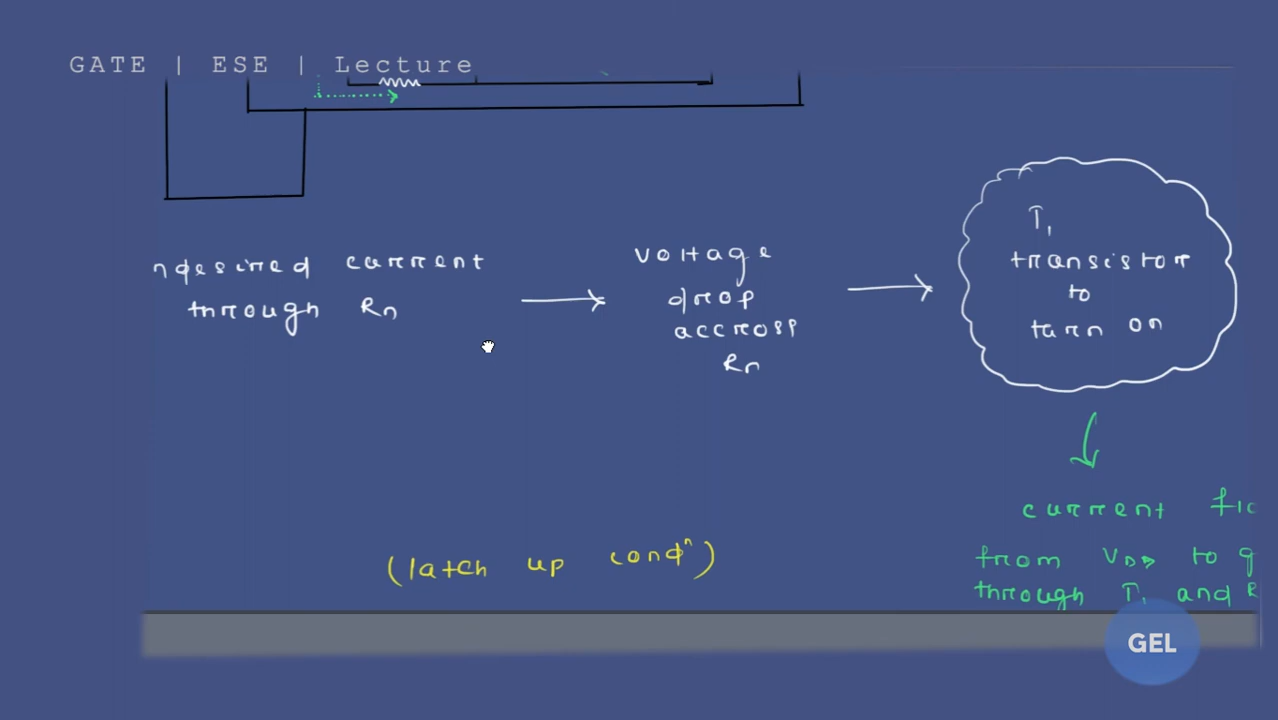 GATE | ESE | Lecture
ndesired current
through Rn
voltage
drop
accross
Rn
T1
transistor
to
turn on
current
from VDD to
through T1 and
(latch up condn)
GEL